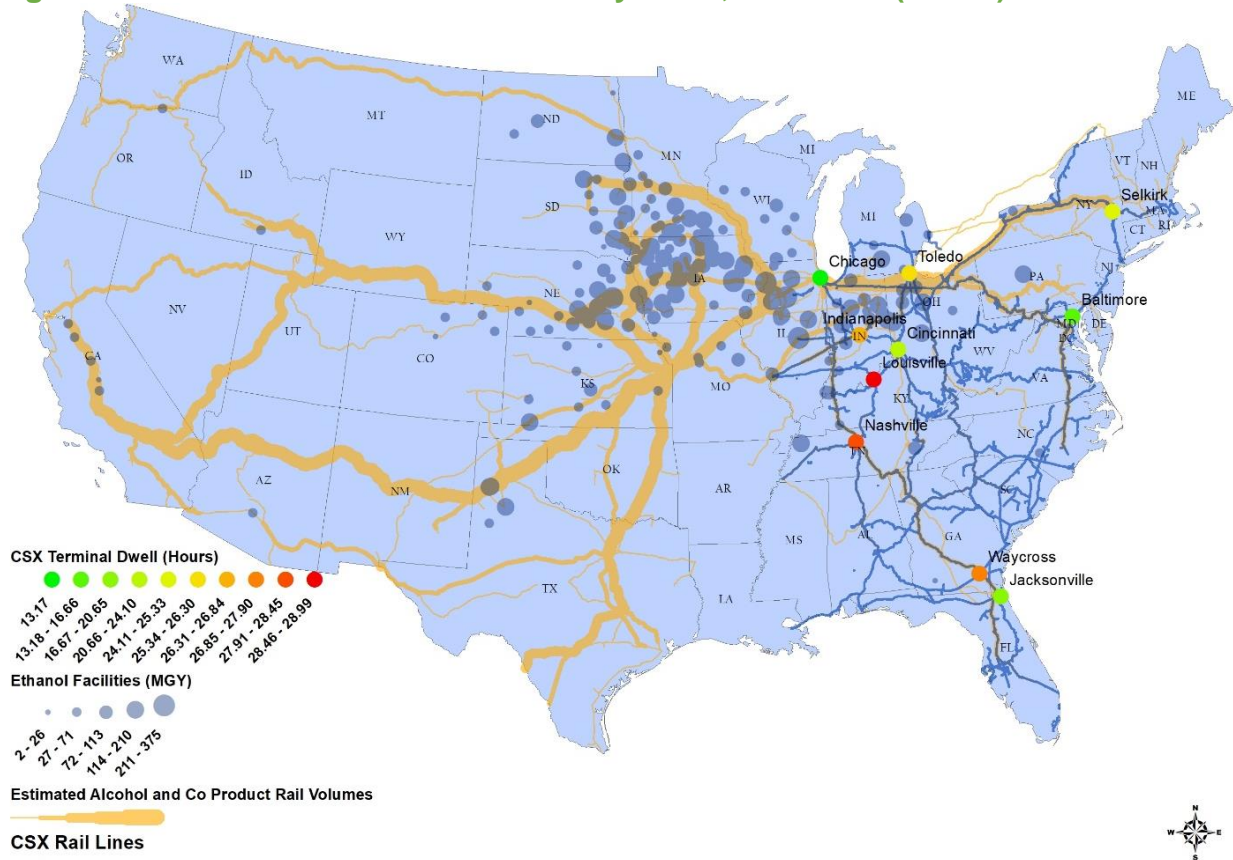 WA
MT
ND
MN
MI
ME
VT
NH
OR
ID
SD
WI
MI
NY
Selkirk
MA
CT
RI
WY
Chicago
Toledo
IA
PA
NJ
NE
OH
Baltimore
NV
UT
IL
Indianapolis
IN
MD
DE
DC
CO
Cincinnati
WV
CA
KS
MO
Louisville
VA
KY
Nashville
TN
NC
AZ
NM
OK
AR
SC
MS
AL
GA
CSX Terminal Dwell (Hours)
Waycross
TX
Jacksonville
LA
13.17
13.18 - 16.66
16.67 - 20.65
20.66 - 24.10
24.11 - 25.33
25.34 - 26.30
26.31 - 26.84
26.85 - 27.90
27.91 - 28.45
28.46 - 28.99
FL
Ethanol Facilities (MGY)
2 - 26
27 - 71
72 - 113
114 - 210
211 - 375
Estimated Alcohol and Co Product Rail Volumes
CSX Rail Lines
N
W
E
S